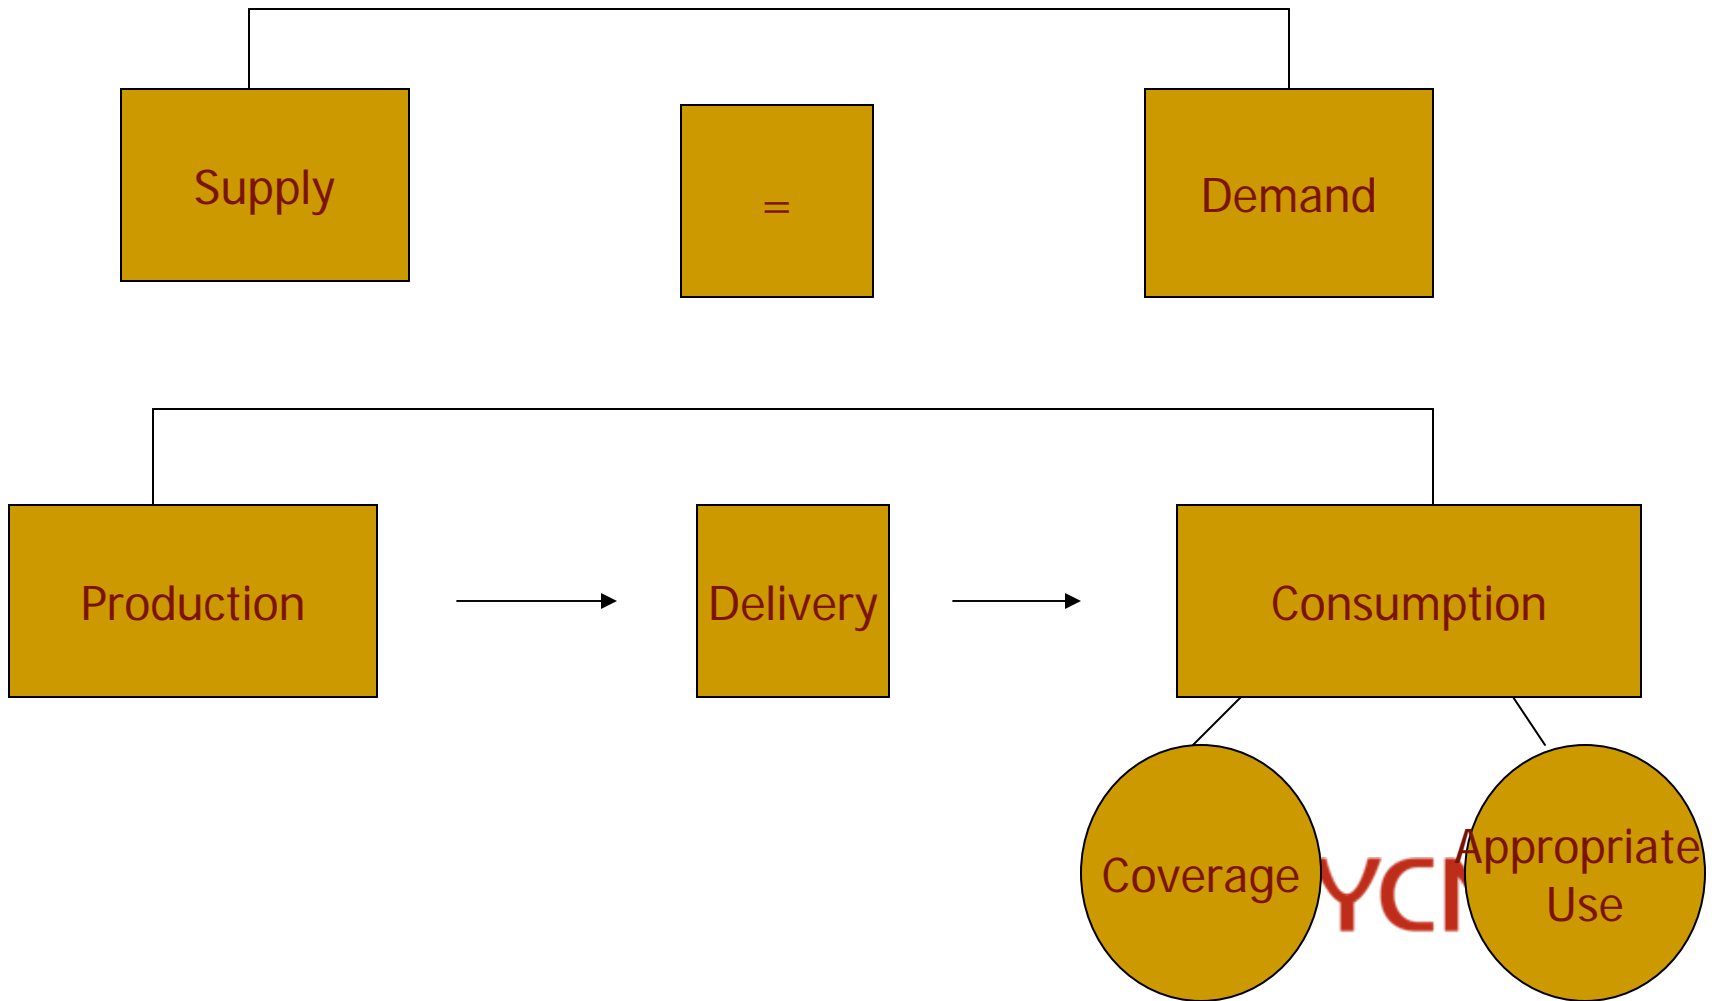 Supply
=
Demand
Production
Delivery
Consumption
Coverage
Appropriate
Use